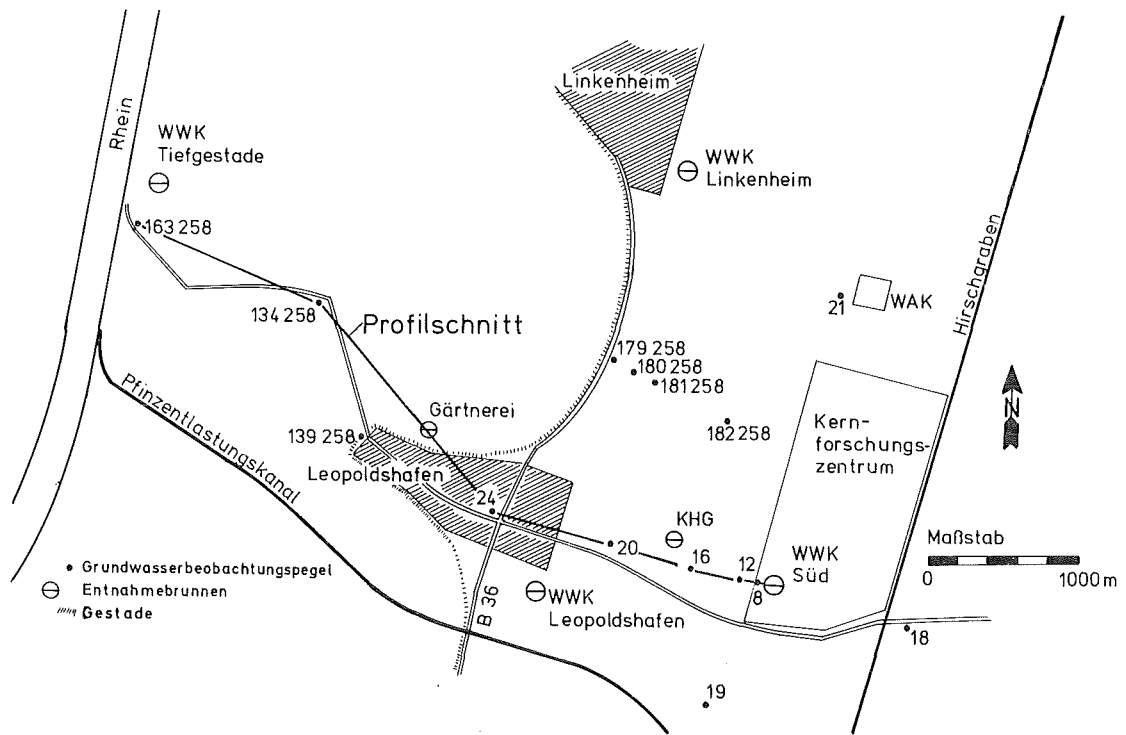 Linkenheim
Rhein
WWK
Tiefgestade
WWK
Linkenheim
163 258
Hirschgraben
21
WAK
134 258
Profilschnitt
179 258
180 258
181 258
182 258
N
Pfinzentlastungskanal
Gärtnerei
139 258
Leopoldshafen
Kern-
forschungs-
zentrum
24
KHG
20
16
12
8
WWK
Süd
Maßstab
0
1000 m
Grundwasserbeobachtungspegel
Entnahmebrunnen
Gestade
B 36
WWK
Leopoldshafen
18
19